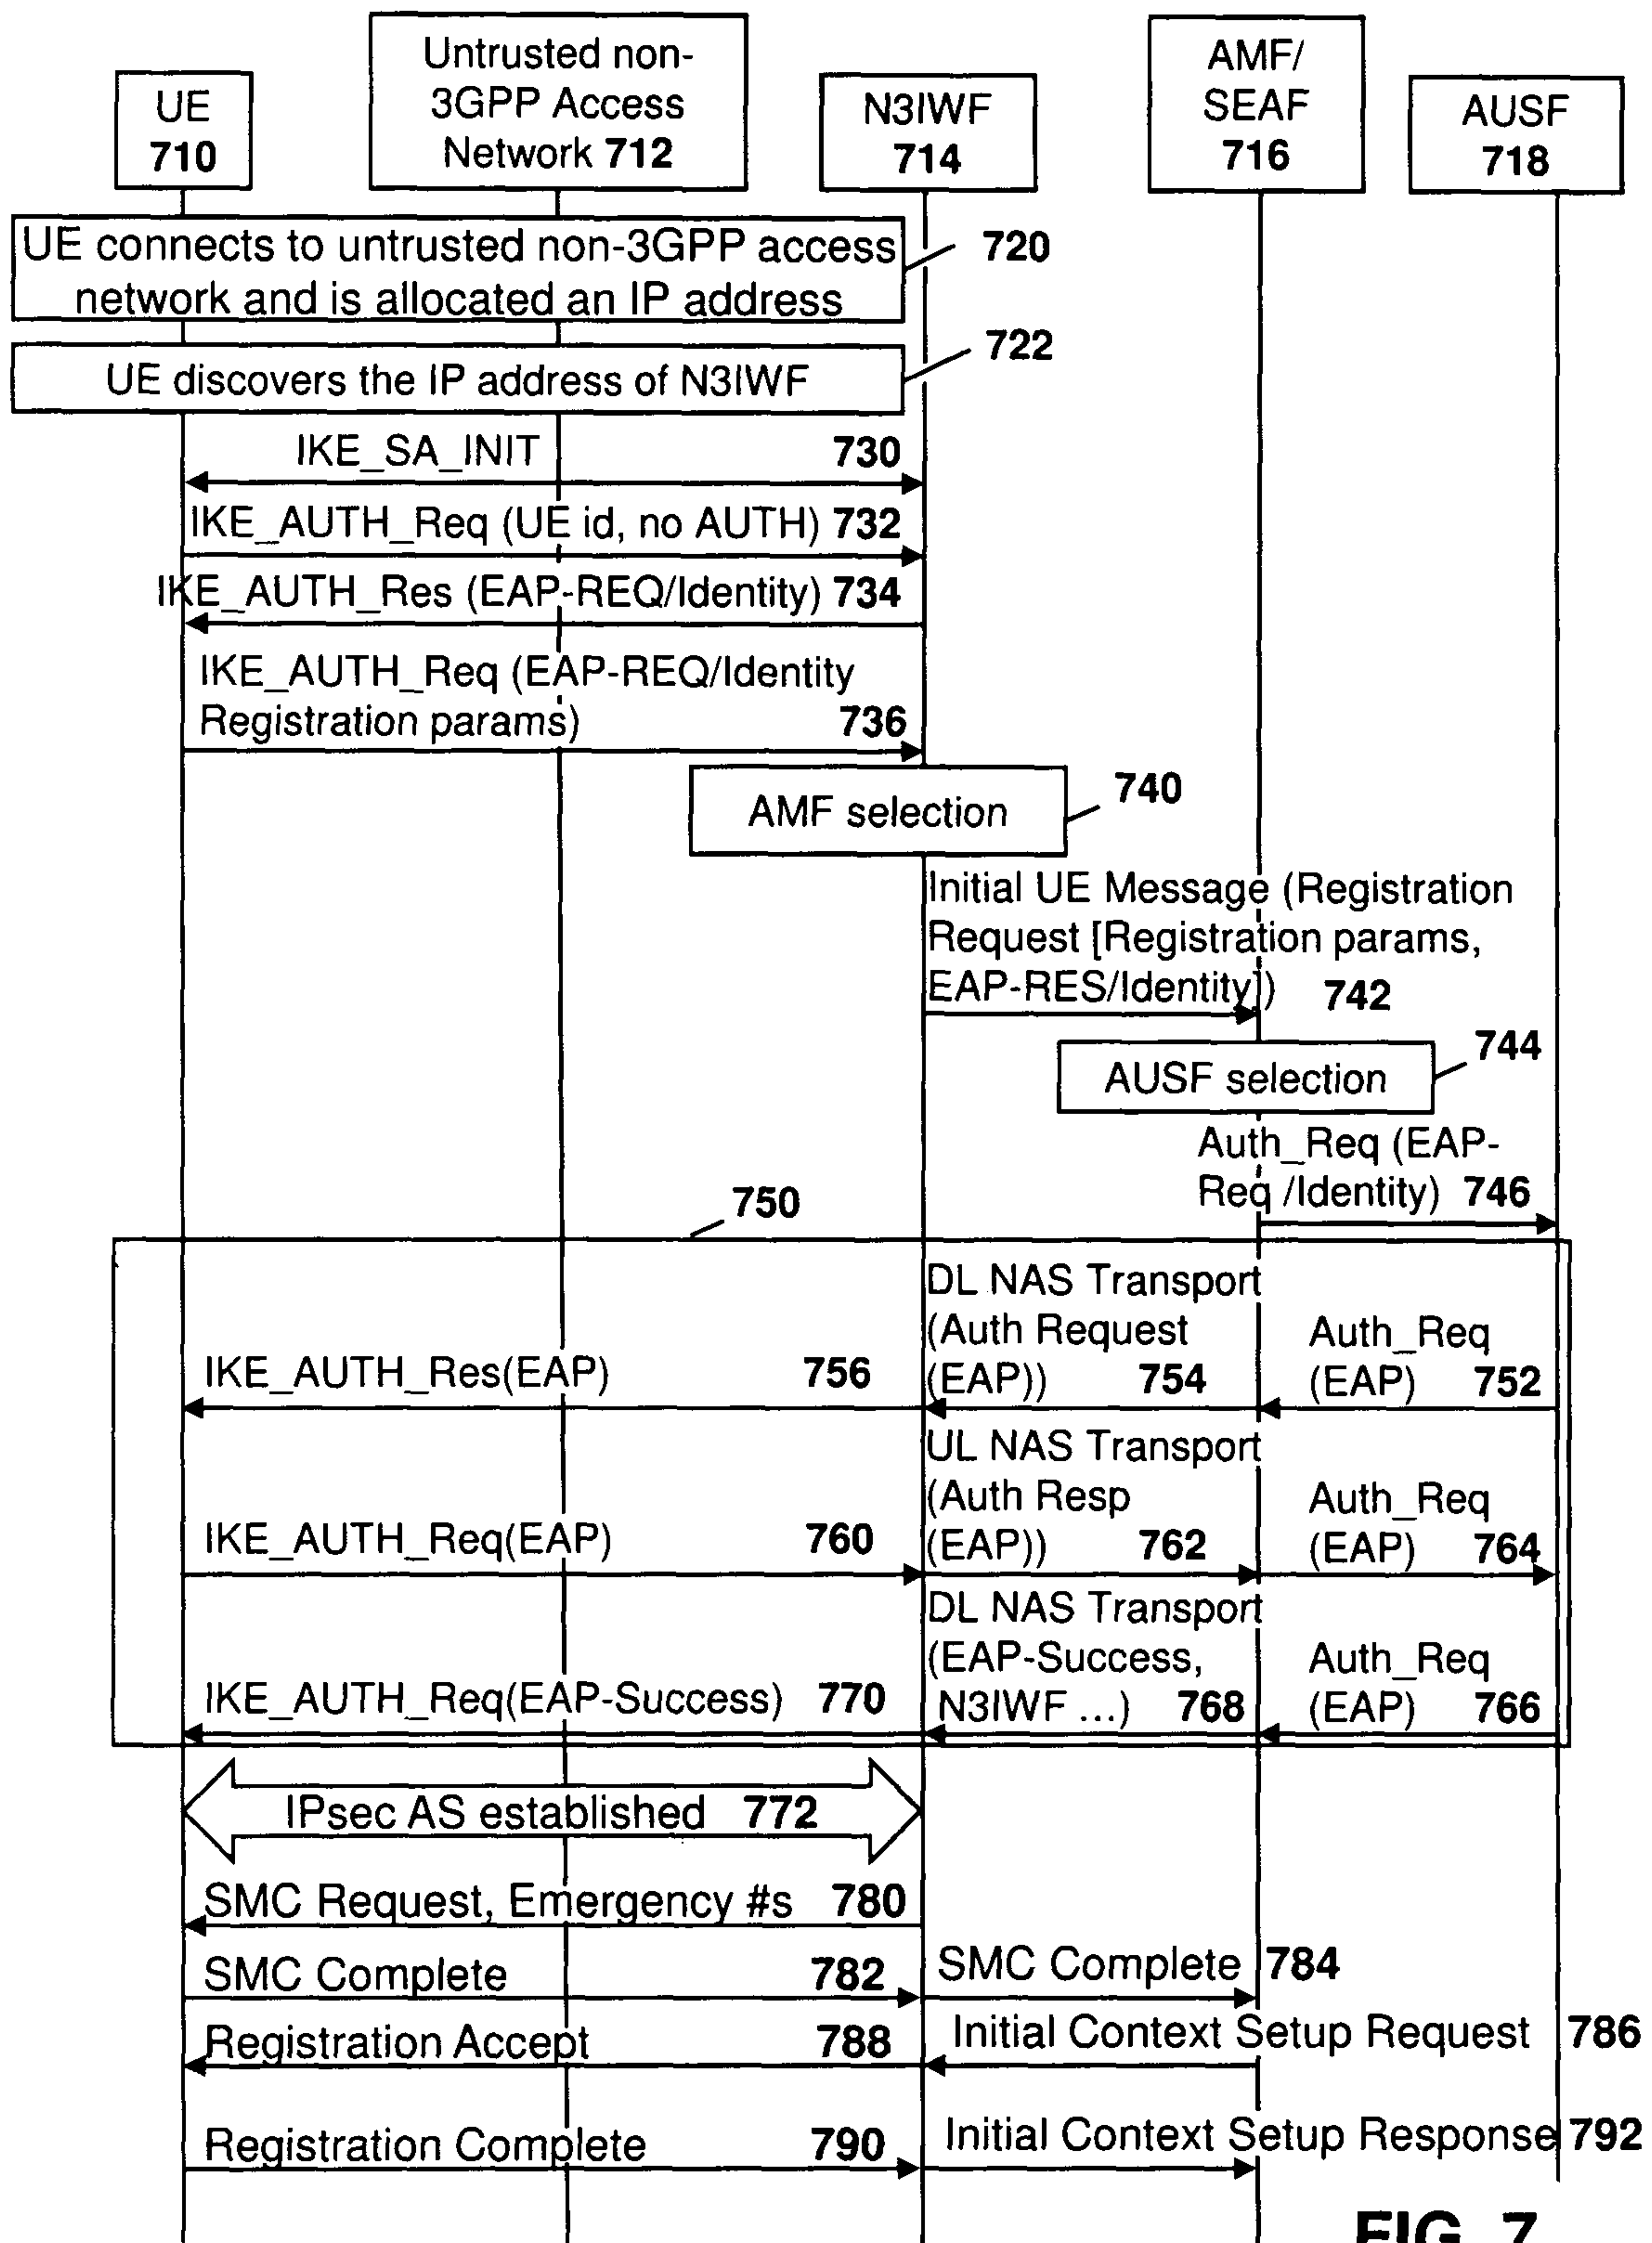 UE
710
Untrusted non-
3GPP Access
Network 712
N3IWF
714
AMF/
SEAF
716
AUSF
718
UE connects to untrusted non-3GPP access
network and is allocated an IP address
720
UE discovers the IP address of N3IWF
722
IKE_SA_INIT 730
IKE_AUTH_Req (UE id, no AUTH) 732
IKE_AUTH_Res (EAP-REQ/Identity) 734
IKE_AUTH_Req (EAP-REQ/Identity
Registration params) 736
AMF selection
740
Initial UE Message (Registration
Request [Registration params,
EAP-RES/Identity]) 742
AUSF selection
744
Auth_Req (EAP-
Req /Identity) 746
750
DL NAS Transport
(Auth Request
(EAP)) 754
Auth_Req
(EAP) 752
IKE_AUTH_Res(EAP) 756
UL NAS Transport
(Auth Resp
(EAP)) 762
Auth_Req
(EAP) 764
IKE_AUTH_Req(EAP) 760
DL NAS Transport
(EAP-Success,
N3IWF ...) 768
Auth_Req
(EAP) 766
IKE_AUTH_Req(EAP-Success) 770
IPsec AS established 772
SMC Request, Emergency #s 780
SMC Complete 782
SMC Complete 784
Registration Accept 788
Initial Context Setup Request 786
Registration Complete 790
Initial Context Setup Response 792
FIG. 7